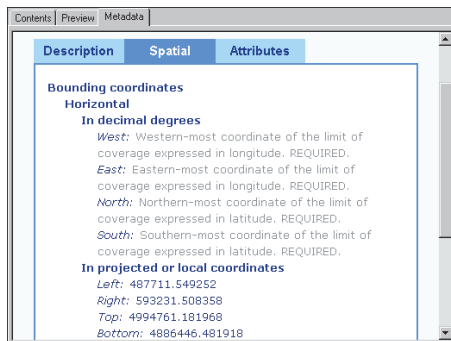 Contents Preview Metadata
Description Spatial Attributes
Bounding coordinates
Horizontal
In decimal degrees
West: Western-most coordinate of the limit of
coverage expressed in longitude. REQUIRED.
East: Eastern-most coordinate of the limit of
coverage expressed in longitude. REQUIRED.
North: Northern-most coordinate of the limit of
coverage expressed in latitude. REQUIRED.
South: Southern-most coordinate of the limit of
coverage expressed in latitude. REQUIRED.
In projected or local coordinates
Left: 487711.549252
Right: 593231.508358
Top: 4994761.181968
Bottom: 4886446.481918